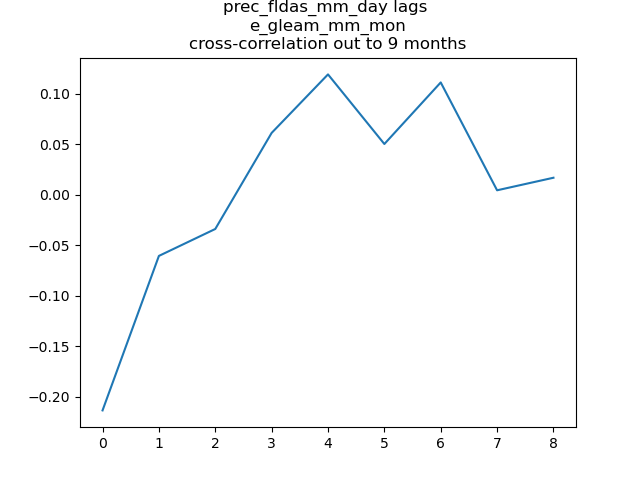 prec_fldas_mm_day lags
e_gleam_mm_mon
cross-correlation out to 9 months
0.10
0.05
0.00
−0.05
−0.10
−0.15
−0.20
0 1 2 3 4 5 6 7 8